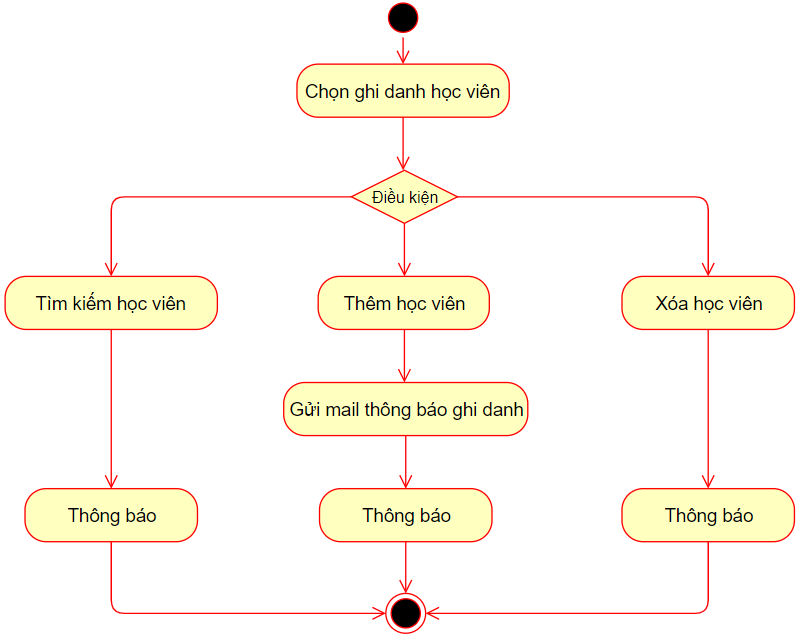 Chọn ghi danh học viên
Điều kiện
Tìm kiếm học viên
Thêm học viên
Xóa học viên
Gửi mail thông báo ghi danh
Thông báo
Thông báo
Thông báo